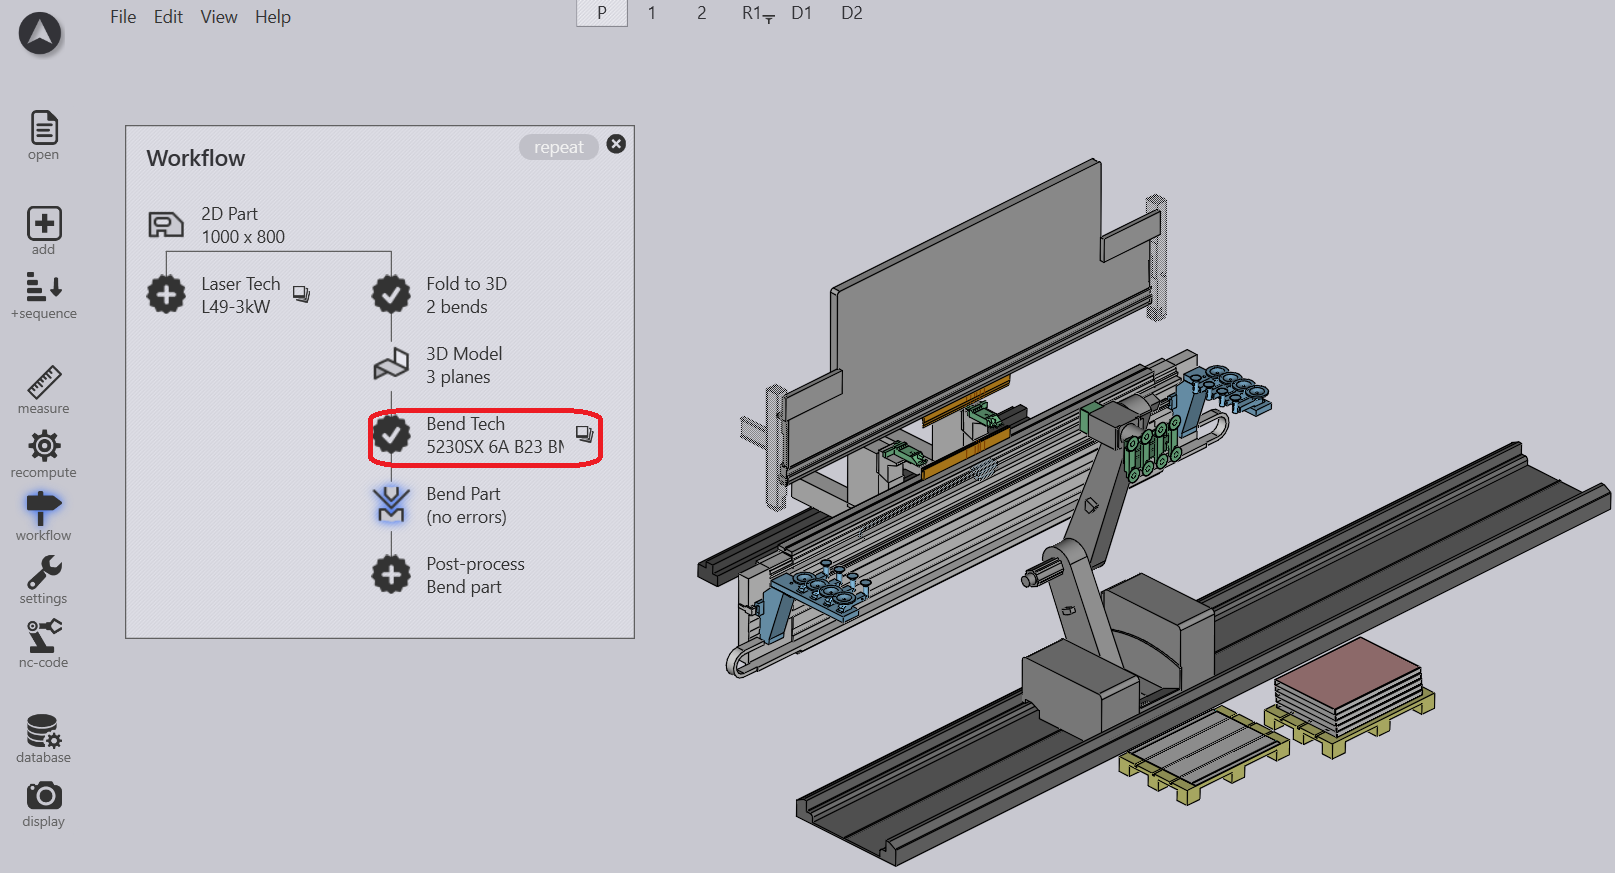 File Edit View Help
P 1 2 R1 D1 D2
open
add
+sequence
measure
recompute
workflow
settings
nc-code
database
display
Workflow
repeat
2D Part
1000 x 800
Laser Tech
L49-3kW
Fold to 3D
2 bends
3D Model
3 planes
Bend Tech
5230SX 6A B23
Bend Part
(no errors)
Post-process
Bend part